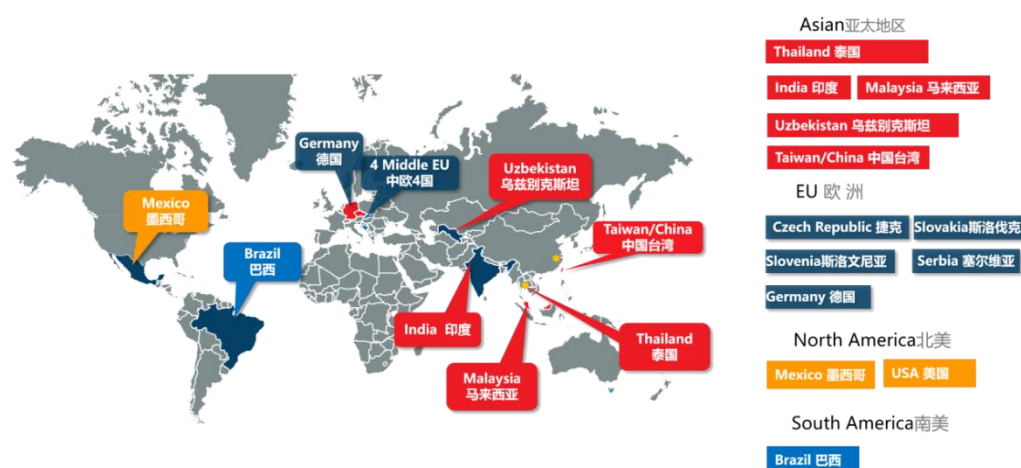 Germany
德国
4 Middle EU
中欧4国
Uzbekistan
乌兹别克斯坦
Mexico
墨西哥
Taiwan/China
中国台湾
Brazil
巴西
India 印度
Thailand
泰国
Malaysia
马来西亚
Asian亚太地区
Thailand 泰国
India 印度
Malaysia 马来西亚
Uzbekistan 乌兹别克斯坦
Taiwan/China 中国台湾
EU 欧 洲
Czech Republic 捷克
Slovakia斯洛伐克
Slovenia斯洛文尼亚
Serbia 塞尔维亚
Germany 德国
North America北美
Mexico 墨西哥
USA 美国
South America南美
Brazil 巴西